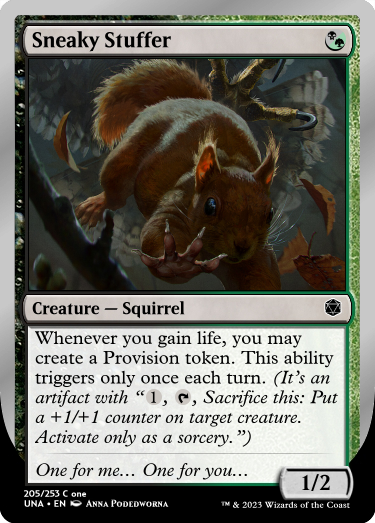 Sneaky Stuffer
Creature — Squirrel
Whenever you gain life, you may
create a Provision token. This ability
triggers only once each turn. (It's an
artifact with “1, , Sacrifice this: Put
a +1/+1 counter on target creature.
Activate only as a sorcery.”)
One for me… One for you…
1/2
205/253 C one
UNA • EN Anna Podedworna
™ & © 2023 Wizards of the Coast